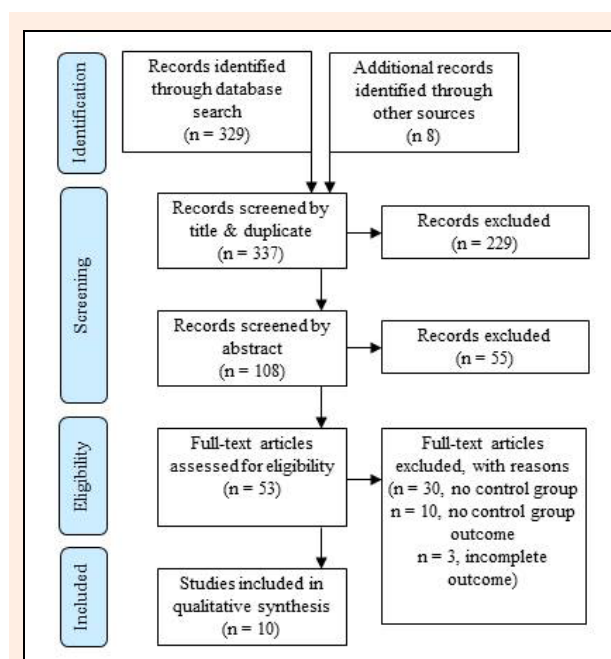 Identification
Records identified
through database
search
(n = 329)
Additional records
identified through
other sources
(n 8)
Screening
Records screened by
title & duplicate
(n = 337)
Records excluded
(n = 229)
Records screened by
abstract
(n = 108)
Records excluded
(n = 55)
Eligibility
Full-text articles
assessed for eligibility
(n = 53)
Full-text articles
excluded, with reasons
(n = 30, no control group
n = 10, no control group
outcome
n = 3, incomplete
outcome)
Included
Studies included in
qualitative synthesis
(n = 10)